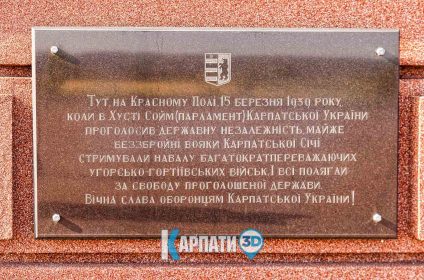 Тут, на Красному Полі, 15 березня 1939 року,
коли в Хусті Сойм(парламент)Карпатської України
проголосив державну незалежність, майже
беззбройні вояки Карпатської Січі
стримували навалу багатократпереважаючих
угорсько-гортіївських військ.І всі полягли
за свободу проголошеної держави.
Вічна слава оборонцям Карпатської України!
КАРПАТИ 3D